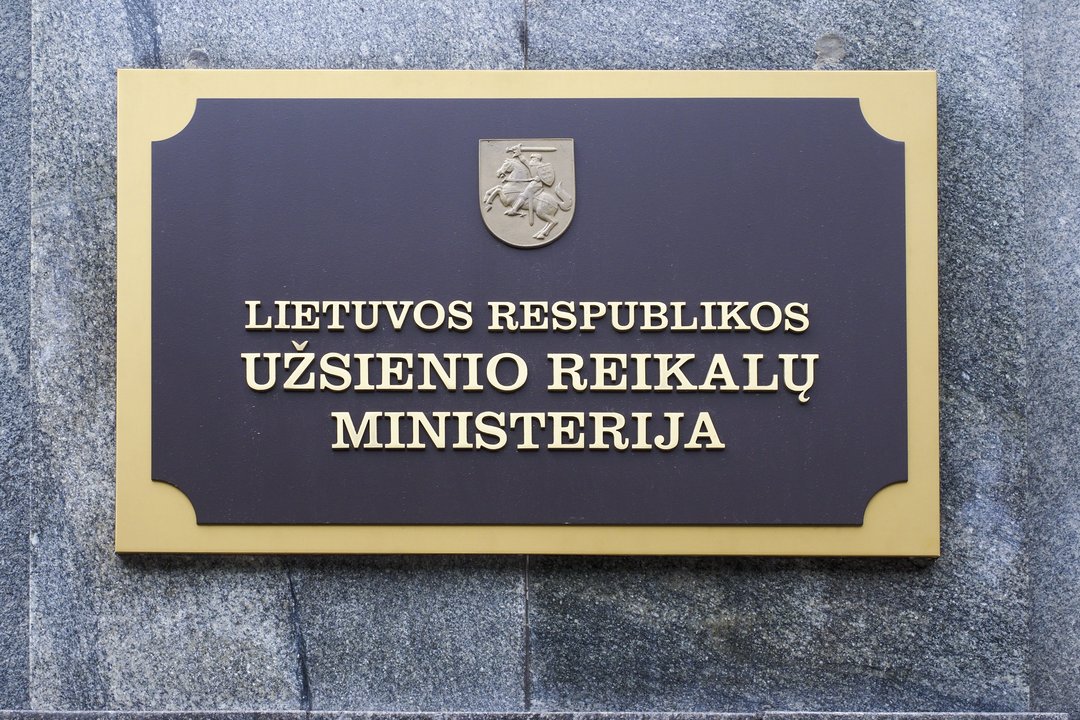 LIETUVOS RESPUBLIKOS
UŽSIENIO REIKALŲ
MINISTERIJA